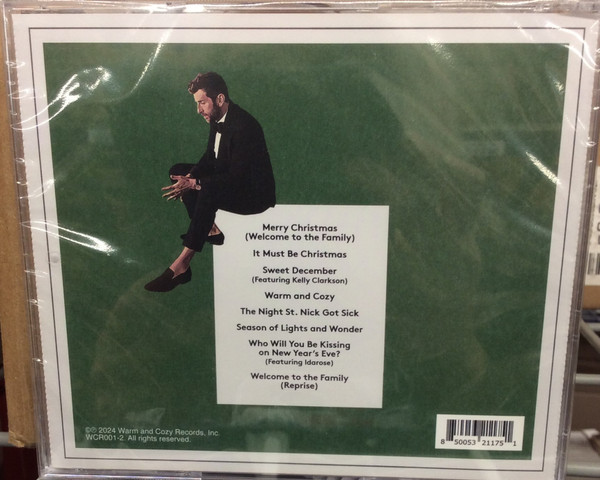 Merry Christmas
(Welcome to the Family)
It Must Be Christmas
Sweet December
(Featuring Kelly Clarkson)
Warm and Cozy
The Night St. Nick Got Sick
Season of Lights and Wonder
Who Will You Be Kissing
on New Year's Eve?
(Featuring Idarose)
Welcome to the Family
(Reprise)
©℗ 2024 Warm and Cozy Records, Inc.
WCR001-2 All rights reserved.
8 50053 21175 1